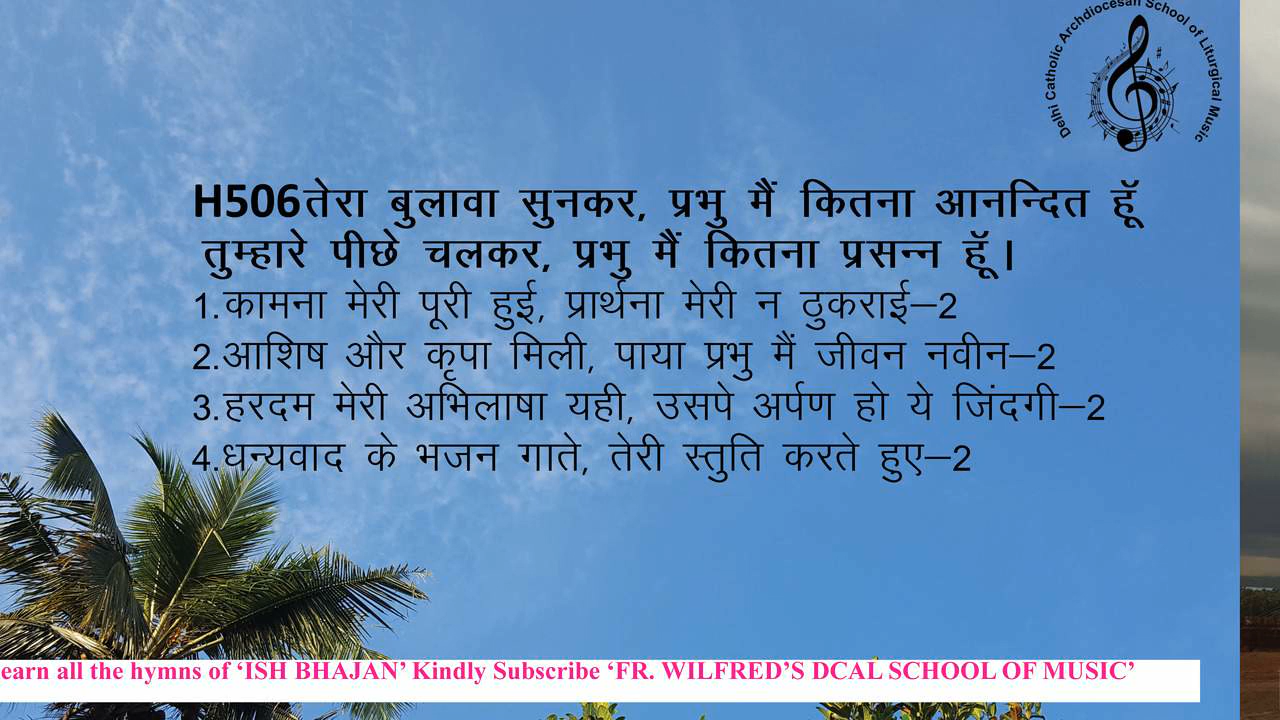 Delhi Catholic Archdiocesan School of Liturgical Music
H506तेरा बुलावा सुनकर, प्रभु मैं कितना आनन्दित हूॅ
तुम्हारे पीछे चलकर, प्रभु मैं कितना प्रसन्न हूॅ।
1.कामना मेरी पूरी हुई, प्रार्थना मेरी न ठुकराई–2
2.आशिष और कृपा मिली, पाया प्रभु मैं जीवन नवीन–2
3.हरदम मेरी अभिलाषा यही, उसपे अर्पण हो ये जिंदगी–2
4.धन्यवाद के भजन गाते, तेरी स्तुति करते हुए–2
earn all the hymns of ‘ISH BHAJAN’ Kindly Subscribe ‘FR. WILFRED’S DCAL SCHOOL OF MUSIC’